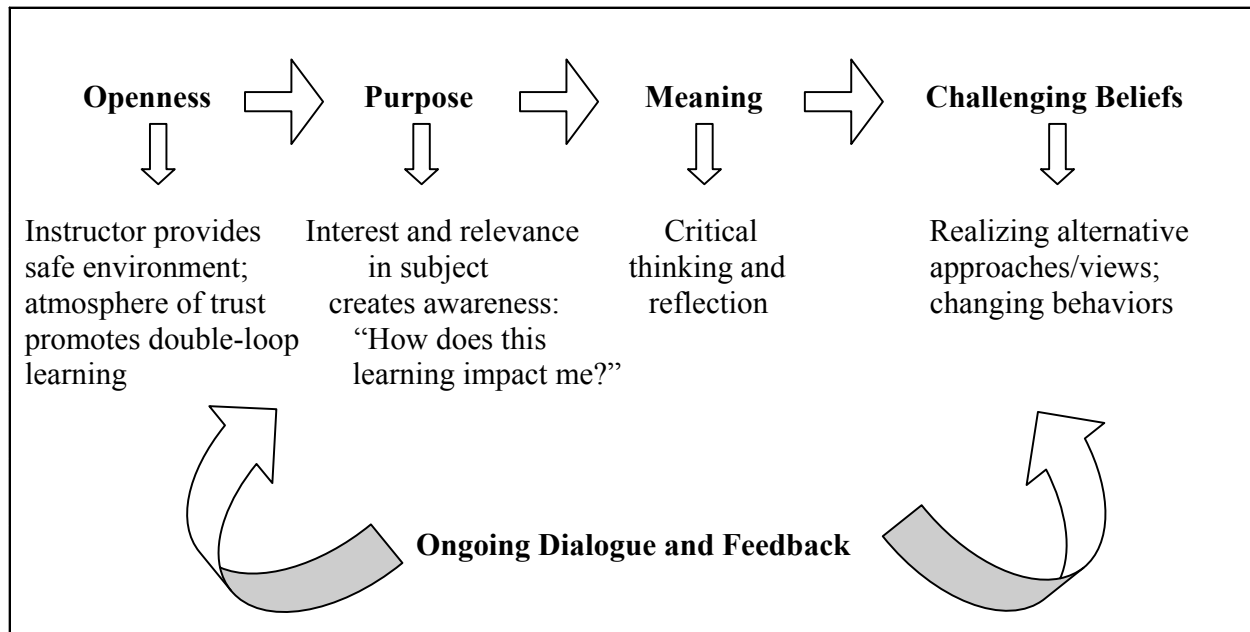 Openness
Purpose
Meaning
Challenging Beliefs
Instructor provides
safe environment;
atmosphere of trust
promotes double-loop
learning
Interest and relevance
in subject
creates awareness:
“How does this
learning impact me?”
Critical
thinking and
reflection
Realizing alternative
approaches/views;
changing behaviors
Ongoing Dialogue and Feedback